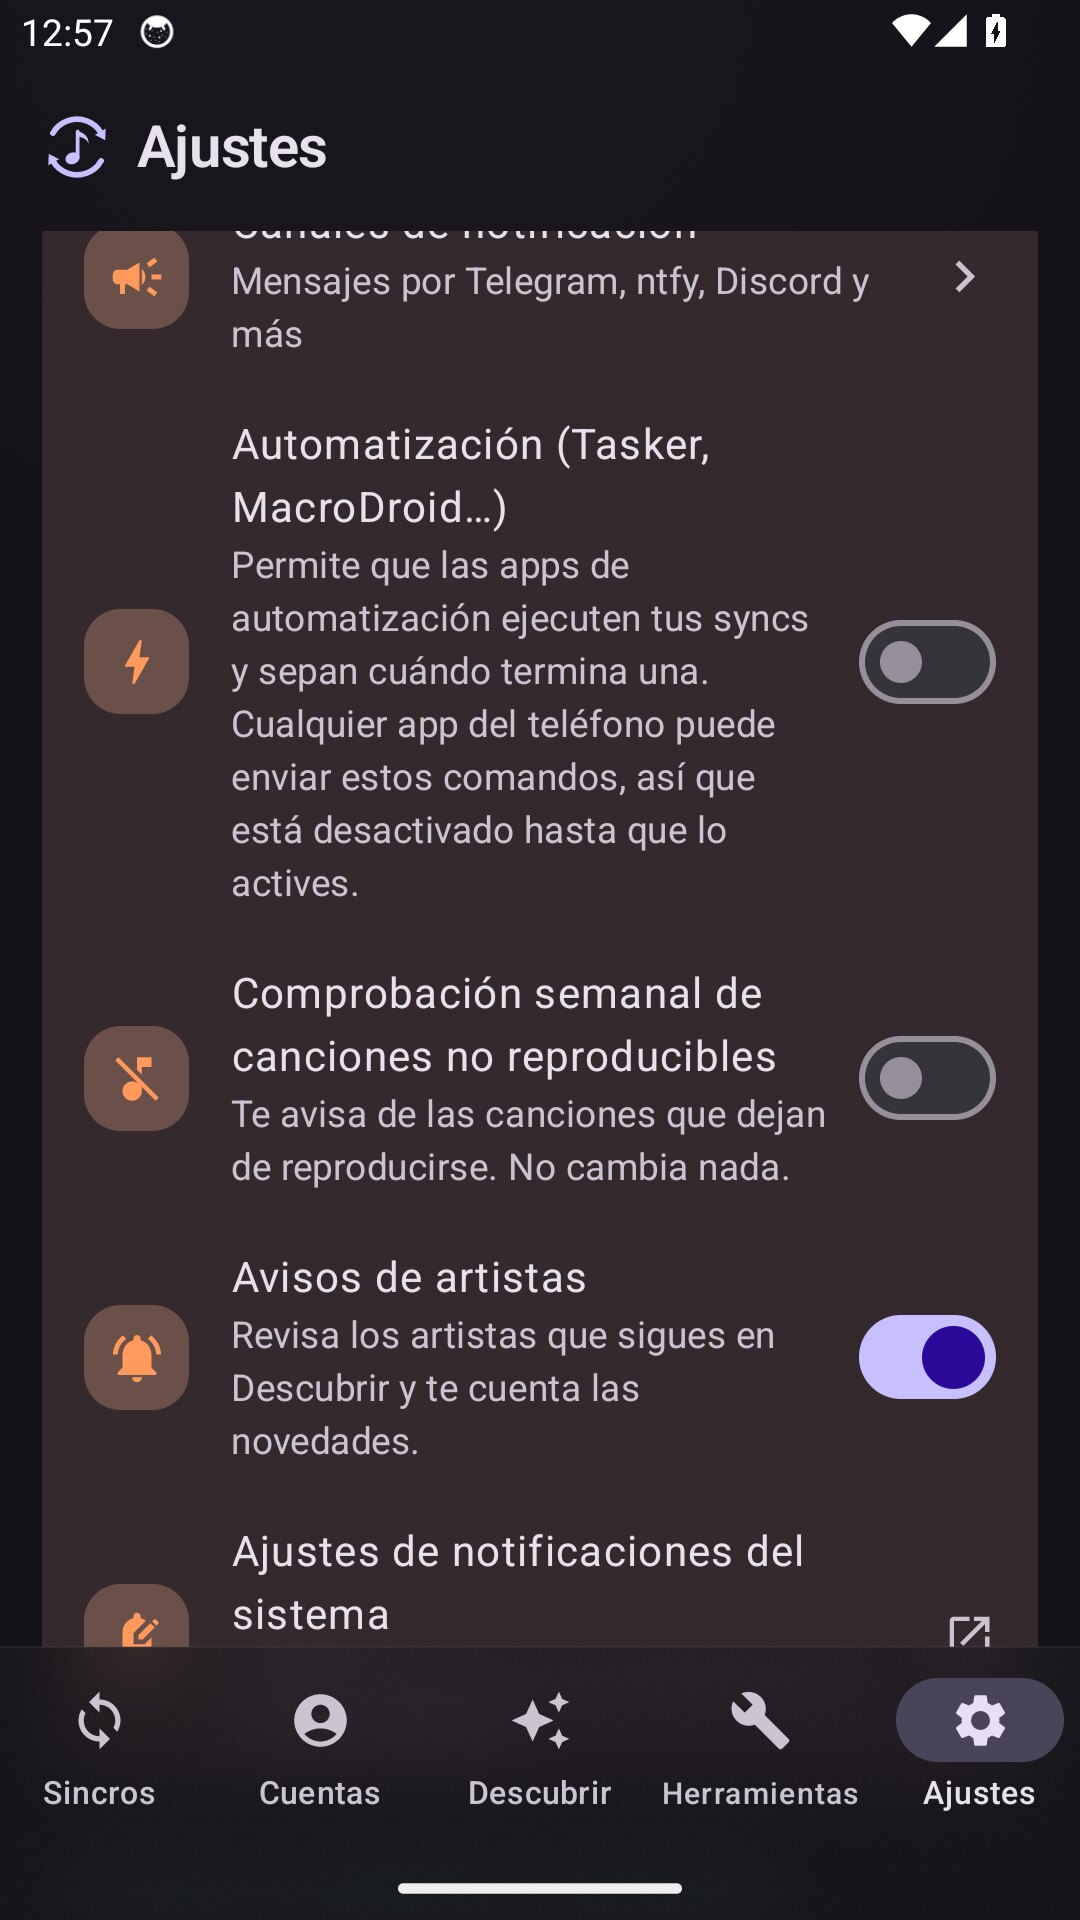 12:57
Ajustes
Canales de notificación
Mensajes por Telegram, ntfy, Discord y
más
Automatización (Tasker,
MacroDroid…)
Permite que las apps de
automatización ejecuten tus syncs
y sepan cuándo termina una.
Cualquier app del teléfono puede
enviar estos comandos, así que
está desactivado hasta que lo
actives.
Comprobación semanal de
canciones no reproducibles
Te avisa de las canciones que dejan
de reproducirse. No cambia nada.
Avisos de artistas
Revisa los artistas que sigues en
Descubrir y te cuenta las
novedades.
Ajustes de notificaciones del
sistema
Sincros
Cuentas
Descubrir
Herramientas
Ajustes